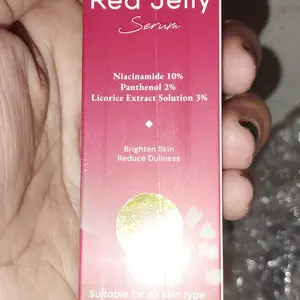 Red Jelly
Serum
Niacinamide 10%
Panthenol 2%
Licorice Extract Solution 3%
Brighten Skin
Reduce Dullness
Suitable for all skin type